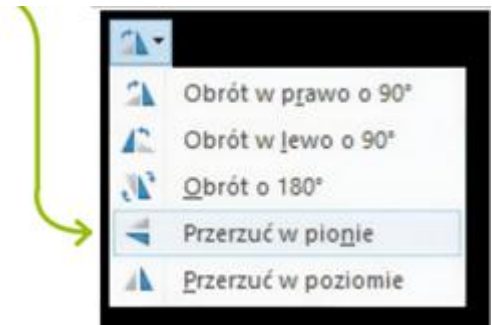 Obrót w prawo o 90°
Obrót w lewo o 90°
Obrót o 180°
Przerzuć w pionie
Przerzuć w poziomie